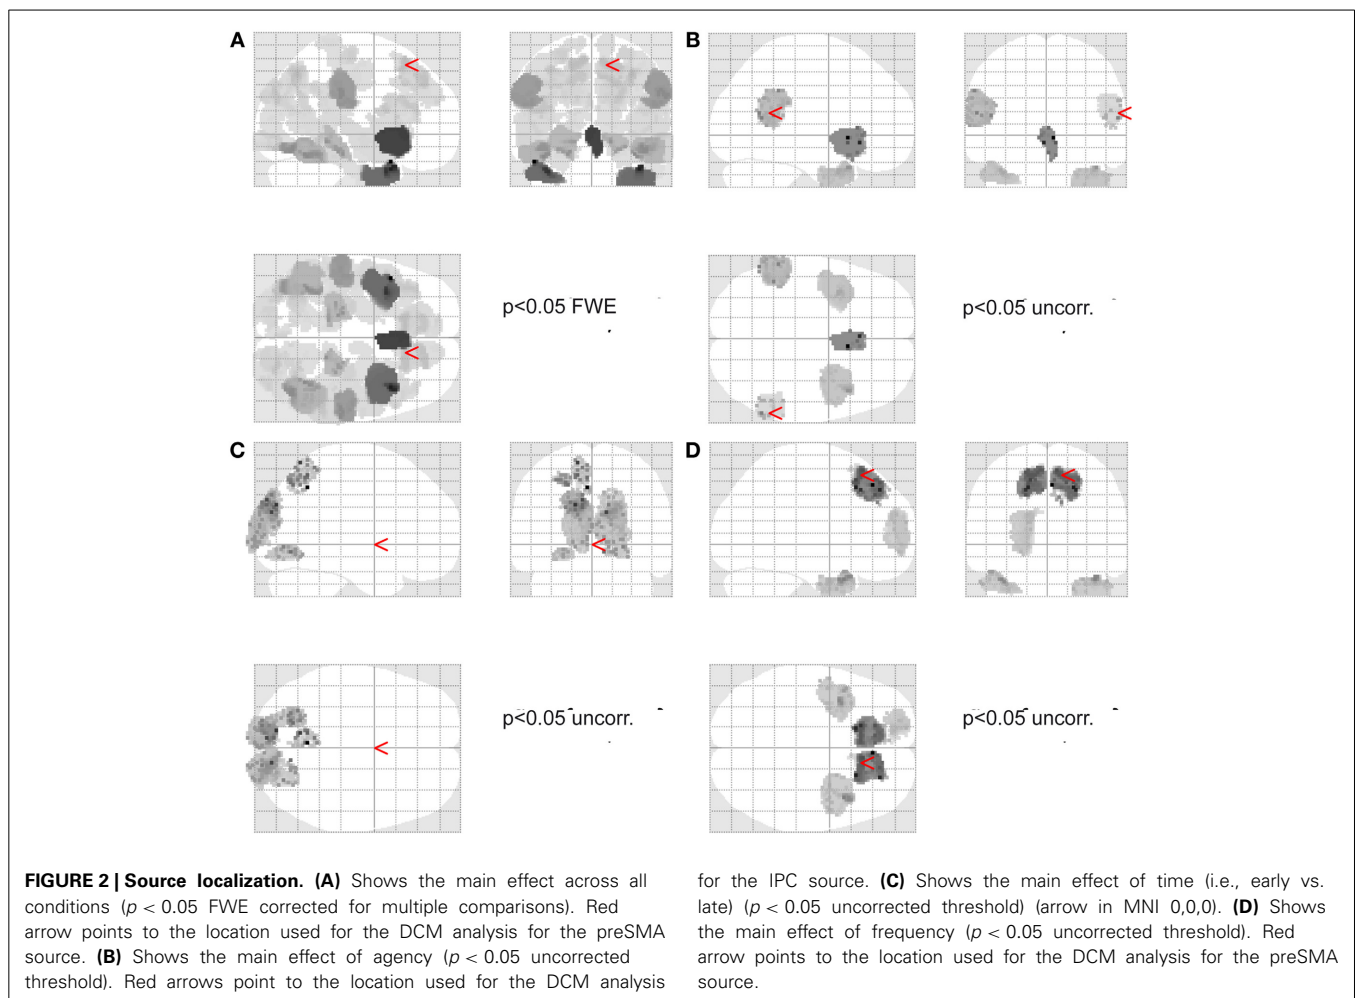 A
B
p<0.05 FWE
p<0.05 uncorr.
C
D
p<0.05 uncorr.
p<0.05 uncorr.
FIGURE 2 | Source localization. (A) Shows the main effect across all
conditions (p < 0.05 FWE corrected for multiple comparisons). Red
arrow points to the location used for the DCM analysis for the preSMA
source. (B) Shows the main effect of agency (p < 0.05 uncorrected
threshold). Red arrows point to the location used for the DCM analysis
for the IPC source. (C) Shows the main effect of time (i.e., early vs.
late) (p < 0.05 uncorrected threshold) (arrow in MNI 0,0,0). (D) Shows
the main effect of frequency (p < 0.05 uncorrected threshold). Red
arrow points to the location used for the DCM analysis for the preSMA
source.